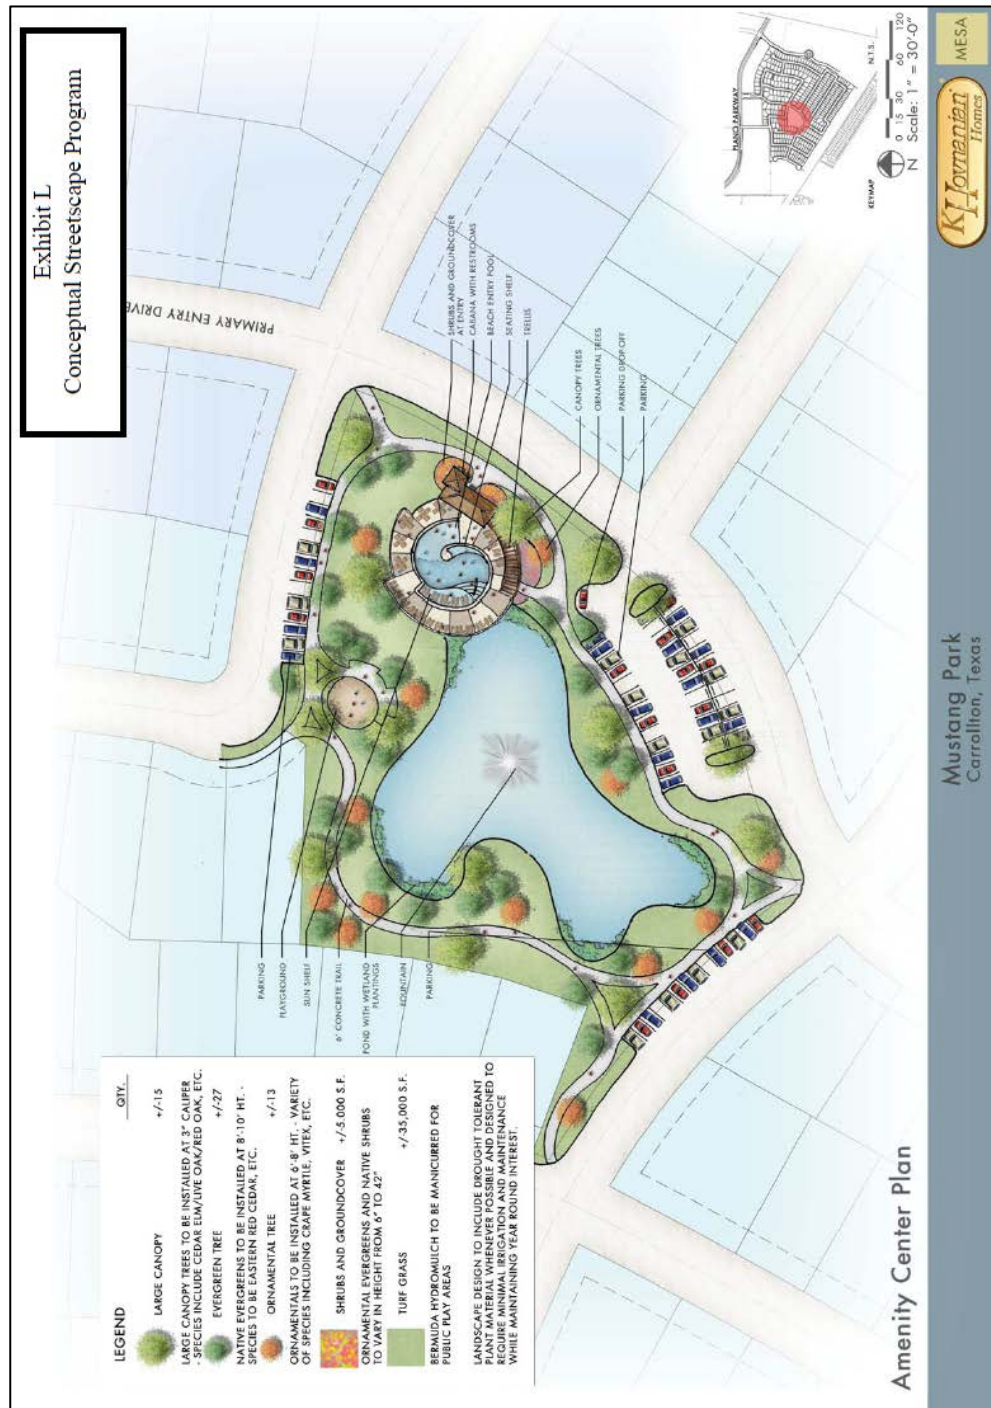 Exhibit L
Conceptual Streetscape Program
PRIMARY ENTRY DRIVE
SHRUBS AND GROUNDCOVER
AT ENTRY
CABANA WITH RESTROOMS
BEACH ENTRY POOL
SEATING SHELF
TRELLIS
CANOPY TREES
ORNAMENTAL TREES
PARKING DROP-OFF
PARKING
PARKING
PLAYGROUND
SUN SHELF
6' CONCRETE TRAIL
POND WITH WETLAND
PLANTINGS
FOUNTAIN
PARKING
LEGEND
QTY.
LARGE CANOPY +/-15
LARGE CANOPY TREES TO BE INSTALLED AT 3" CALIPER
- SPECIES INCLUDE CEDAR ELM/LIVE OAK/RED OAK, ETC.
EVERGREEN TREE +/-27
NATIVE EVERGREENS TO BE INSTALLED AT 8'-10' HT. -
SPECIES TO BE EASTERN RED CEDAR, ETC.
ORNAMENTAL TREE +/-13
ORNAMENTALS TO BE INSTALLED AT 6'-8' HT. - VARIETY
OF SPECIES INCLUDING CRAPE MYRTLE, VITEX, ETC.
SHRUBS AND GROUNDCOVER +/-5,000 S.F.
ORNAMENTAL EVERGREENS AND NATIVE SHRUBS
TO VARY IN HEIGHT FROM 6" TO 42"
TURF GRASS +/-35,000 S.F.
BERMUDA HYDROMULCH TO BE MANICURRED FOR
PUBLIC PLAY AREAS
LANDSCAPE DESIGN TO INCLUDE DROUGHT TOLERANT
PLANT MATERIAL WHENEVER POSSIBLE AND DESIGNED TO
REQUIRE MINIMAL IRRIGATION AND MAINTENANCE
WHILE MAINTAINING YEAR ROUND INTEREST.
Amenity Center Plan
PLANO PARKWAY
KEYMAP
N.T.S.
N
0 15 30 60 120
Scale: 1" = 30'-0"
Mustang Park
Carrollton, Texas
K Hovnanian
Homes
MESA